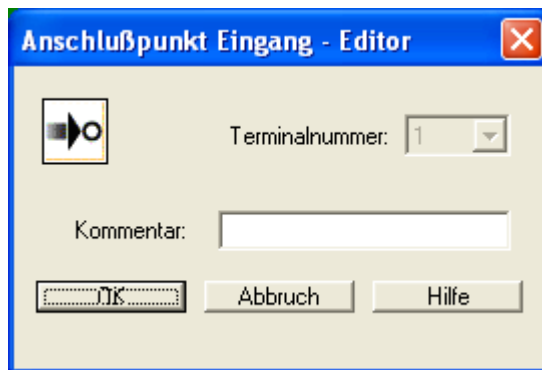 Anschlußpunkt Eingang - Editor
Terminalnummer: 1
Kommentar:
OK Abbruch Hilfe